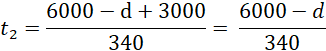 t₂ = (6000 − d + 3000)/340 = (6000 − d)/340